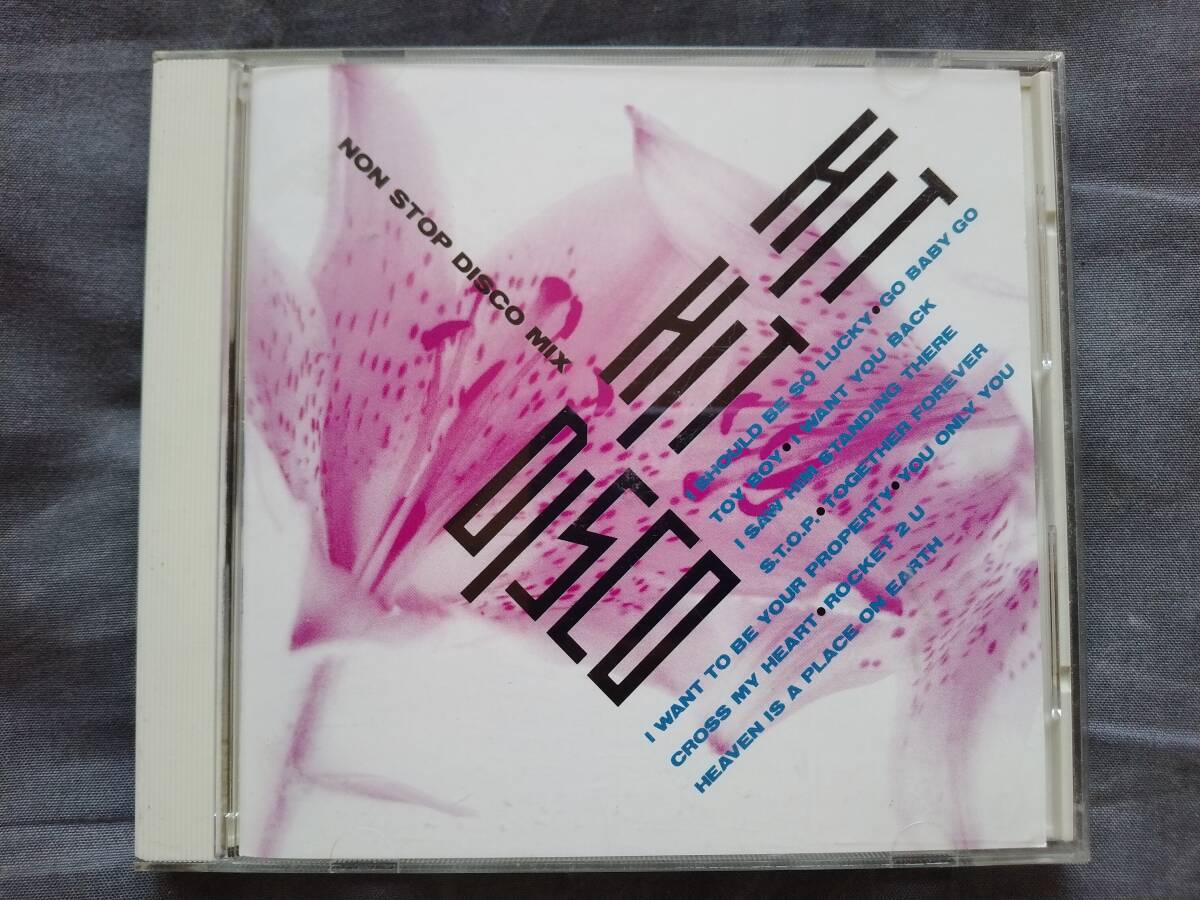 NON STOP DISCO MIX
HIT
HIT
DISCO
I SHOULD BE SO LUCKY•GO BABY GO
TOY BOY•I WANT YOU BACK
I SAW HIM STANDING THERE
S.T.O.P.•TOGETHER FOREVER
I WANT TO BE YOUR PROPERTY•YOU ONLY YOU
CROSS MY HEART•ROCKET 2 U
HEAVEN IS A PLACE ON EARTH